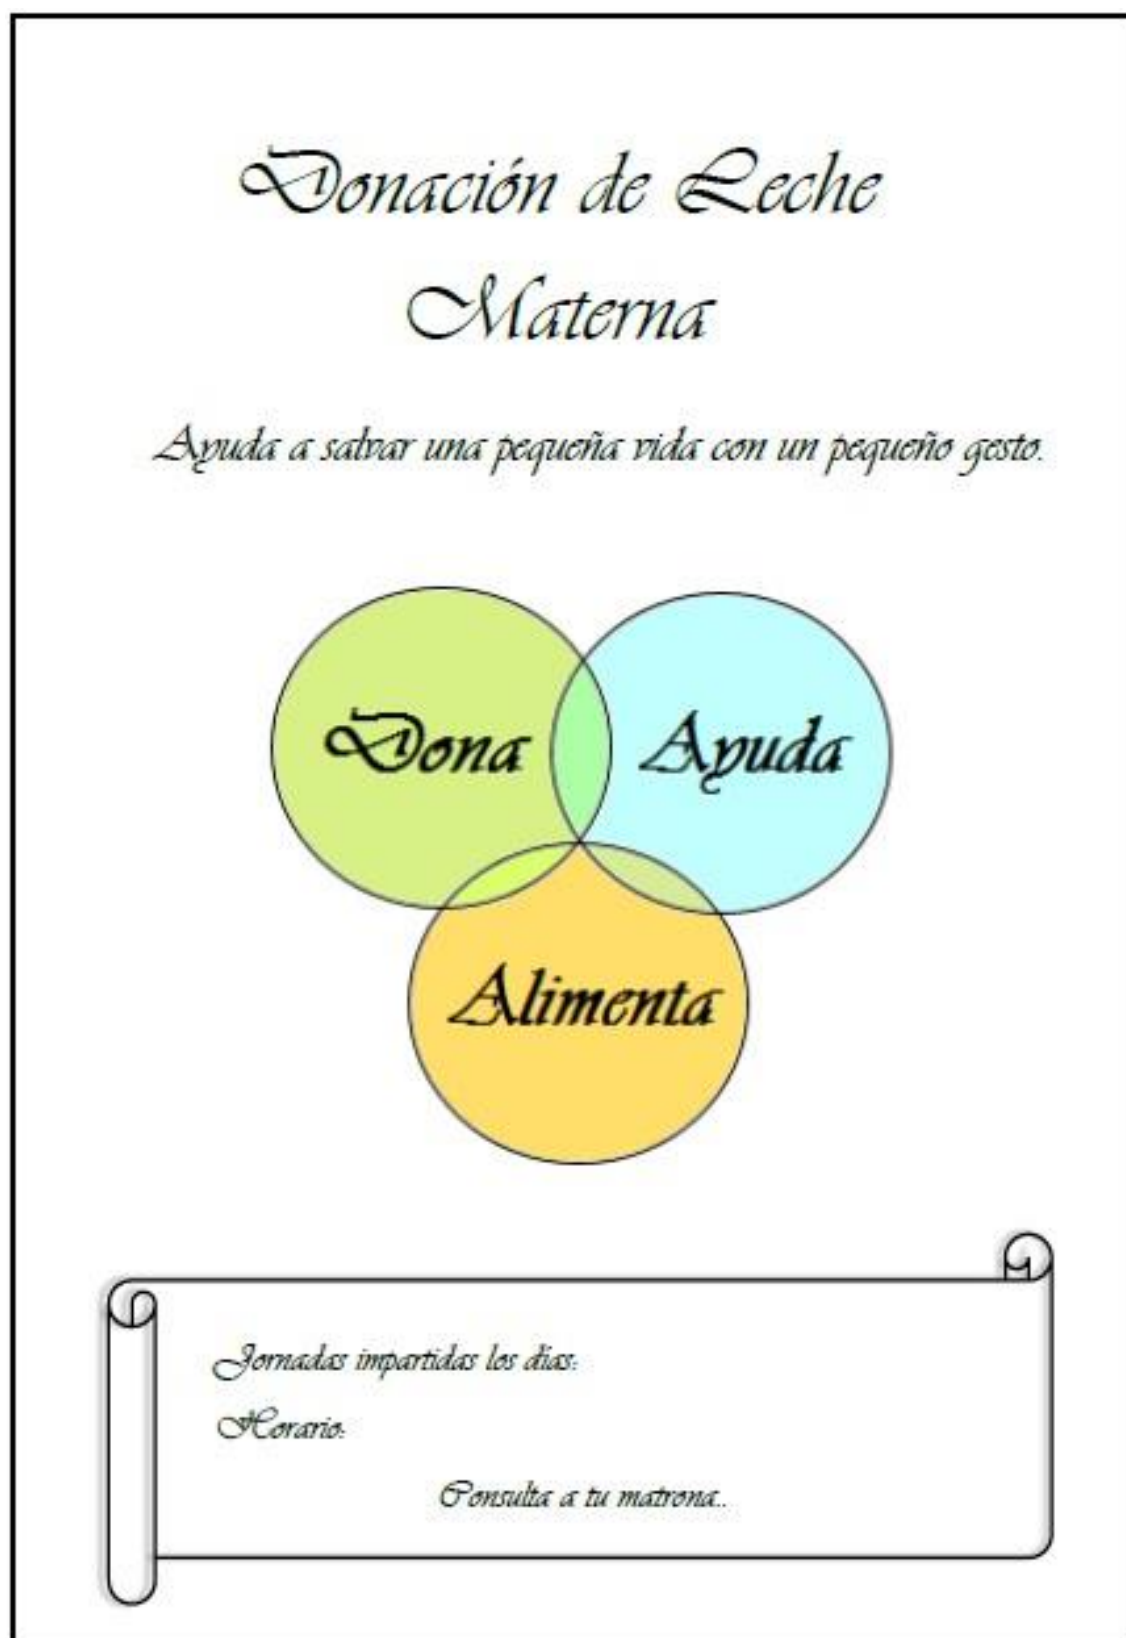 Donación de Leche
Materna
Ayuda a salvar una pequeña vida con un pequeño gesto.
Dona
Ayuda
Alimenta
Jornadas impartidas los días:
Horario:
Consulta a tu matrona..